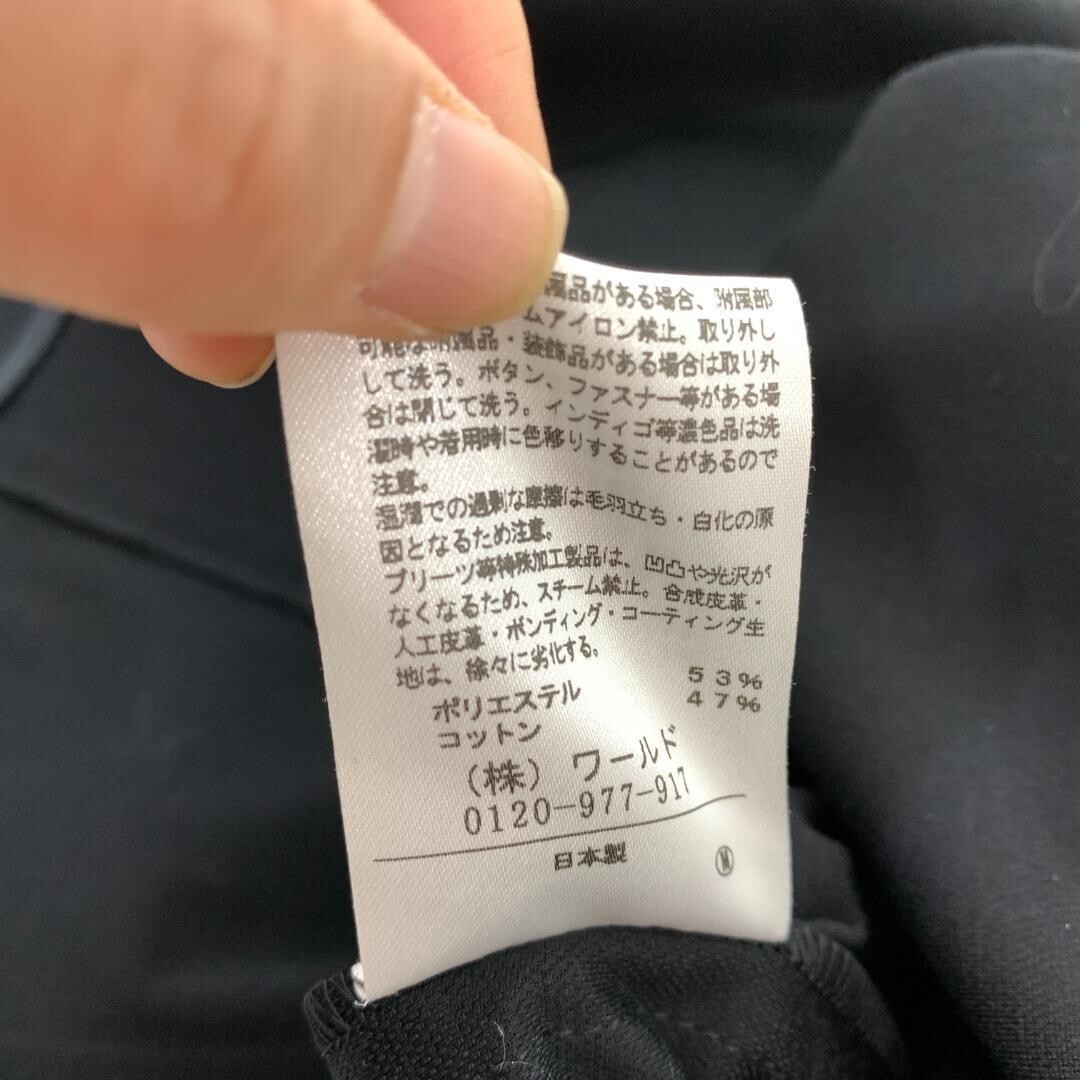 属品がある場合、附属部
ムアイロン禁止。取り外し
可能な附属品・装飾品がある場合は取り外
して洗う。ボタン、ファスナー等がある場
合は閉じて洗う。インディゴ等濃色品は洗
濯時や着用時に色移りすることがあるので
注意。
湿潤での過剰な摩擦は毛羽立ち・白化の原
因となるため注意。
プリーツ等特殊加工製品は、凹凸や光沢が
なくなるため、スチーム禁止。合成皮革・
人工皮革・ボンディング・コーティング生
地は、徐々に劣化する。
ポリエステル 53%
コットン 47%
(株) ワールド
0120-977-917
日本製 M